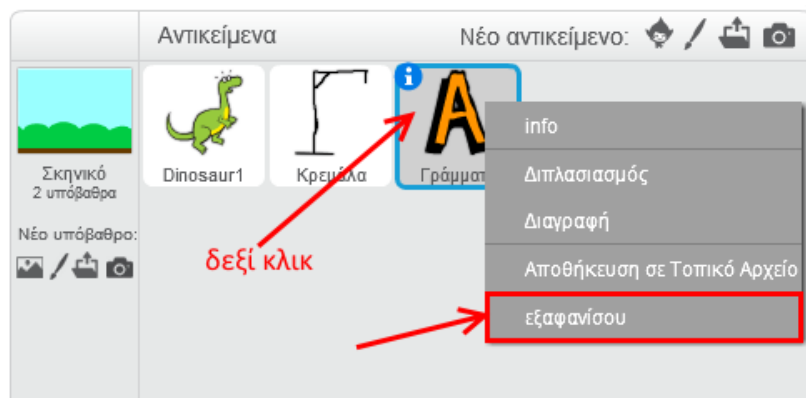 Αντικείμενα
Νέο αντικείμενο:
Σκηνικό
2 υπόβαθρα
Νέο υπόβαθρο:
Dinosaur1
Κρεμάλα
Γράμματ
δεξί κλικ
info
Διπλασιασμός
Διαγραφή
Αποθήκευση σε Τοπικό Αρχείο
εξαφανίσου